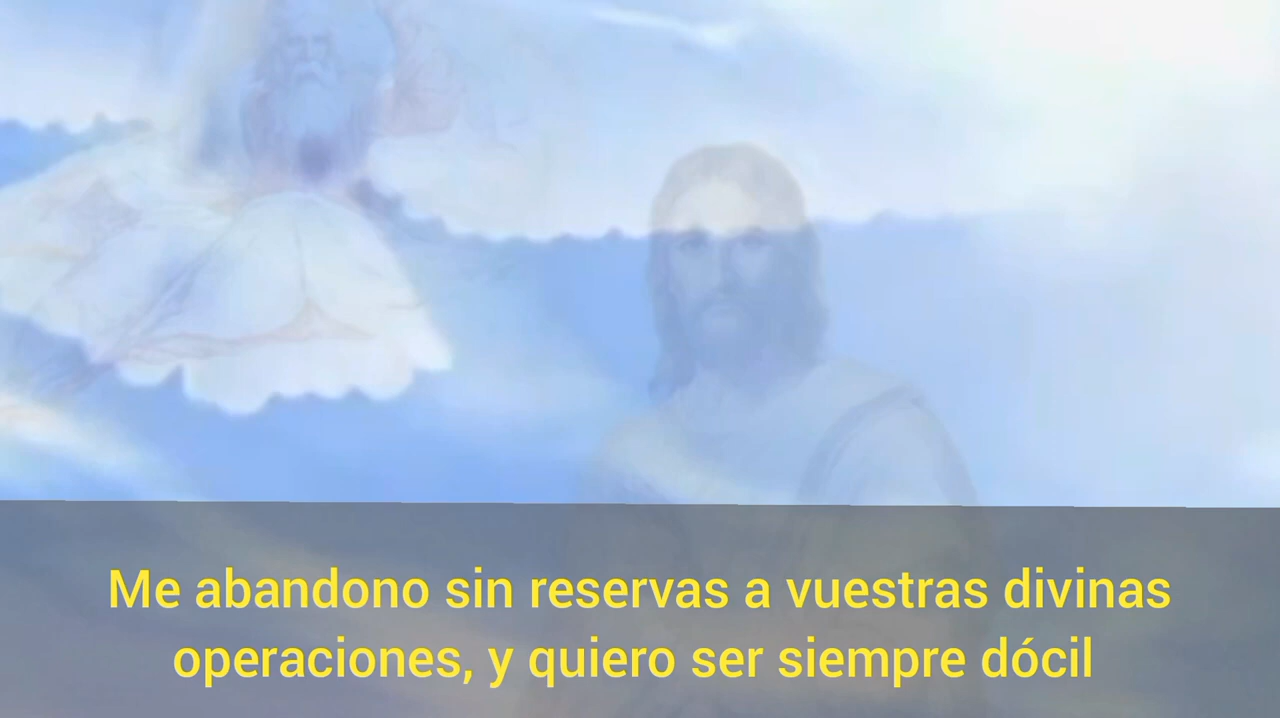 Me abandono sin reservas a vuestras divinas
operaciones, y quiero ser siempre dócil